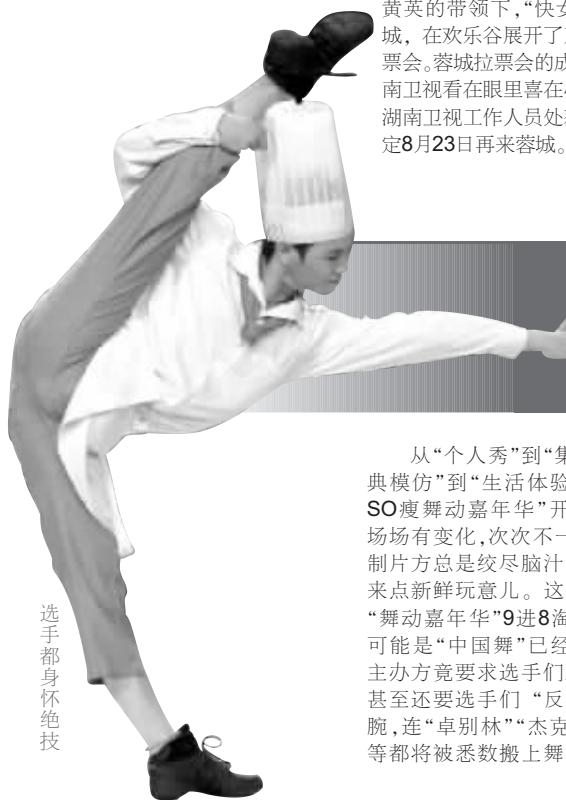 黄英的带领下，“快女
城，在欢乐谷展开了
票会。蓉城拉票会的成
南卫视看在眼里喜在
湖南卫视工作人员处
定8月23日再来蓉城。
从“个人秀”到“集
典模仿”到“生活体验
SO瘦舞动嘉年华”开
场场有变化，次次不一
制片方总是绞尽脑汁
来点新鲜玩意儿。这
“舞动嘉年华”9进8淘
可能是“中国舞”已经
主办方竟要求选手们
甚至还要选手们“反
腕，连“卓别林”“杰克
等都将被悉数搬上舞
选手都身怀绝技